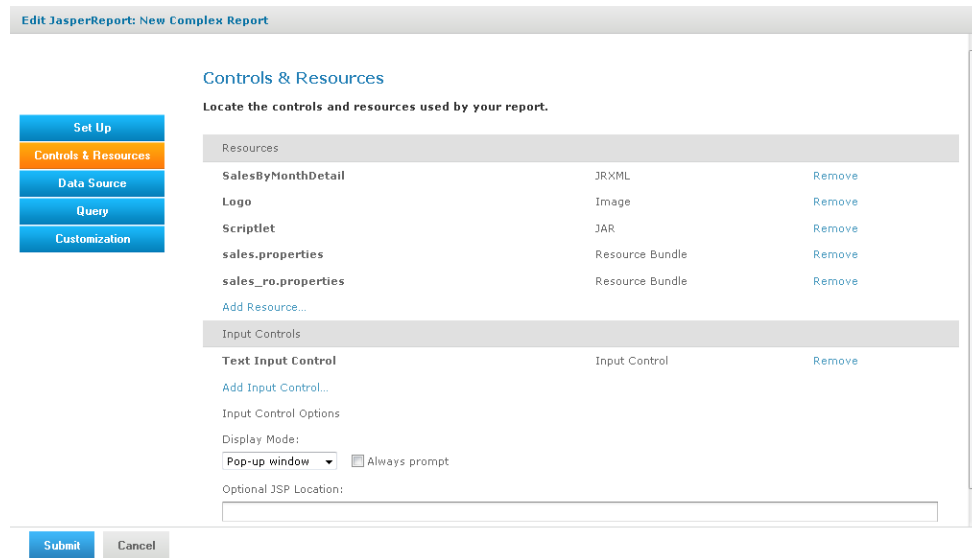 Edit JasperReport: New Complex Report
Controls & Resources
Locate the controls and resources used by your report.
Set Up
Controls & Resources
Data Source
Query
Customization
Resources
SalesByMonthDetail JRXML Remove
Logo Image Remove
Scriptlet JAR Remove
sales.properties Resource Bundle Remove
sales_ro.properties Resource Bundle Remove
Add Resource...
Input Controls
Text Input Control Input Control Remove
Add Input Control...
Input Control Options
Display Mode:
Pop-up window Always prompt
Optional JSP Location:
Submit Cancel